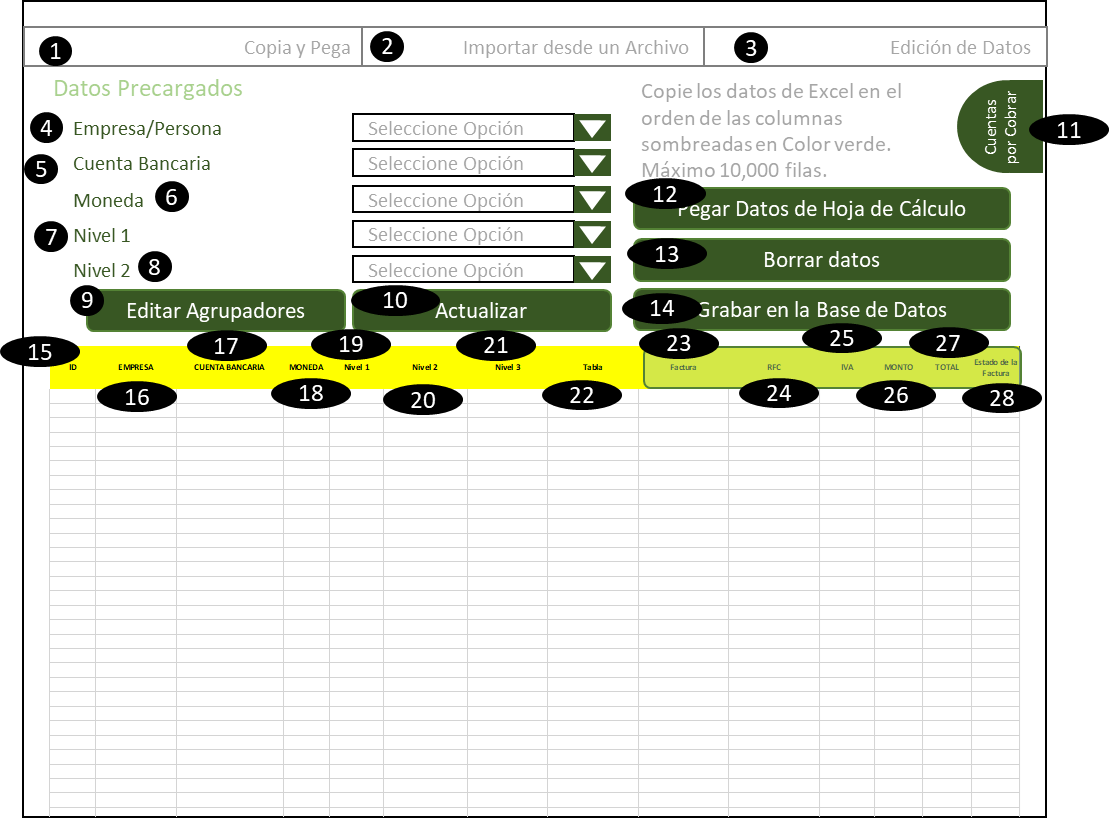 1 Copia y Pega 2 Importar desde un Archivo 3 Edición de Datos
Datos Precargados
Copie los datos de Excel en el
orden de las columnas
sombreadas en Color verde.
Máximo 10,000 filas.
Cuentas
por Cobrar
11
4 Empresa/Persona Seleccione Opción
5 Cuenta Bancaria Seleccione Opción
Moneda 6 Seleccione Opción
7 Nivel 1 Seleccione Opción
Nivel 2 8 Seleccione Opción
12 Pegar Datos de Hoja de Cálculo
13 Borrar datos
9 Editar Agrupadores 10 Actualizar 14 Grabar en la Base de Datos
15 17 19 21 23 25 27
ID EMPRESA CUENTA BANCARIA MONEDA Nivel 1 Nivel 2 Nivel 3 Tabla Factura RFC IVA MONTO TOTAL Estado de la
Factura
16 18 20 22 24 26 28